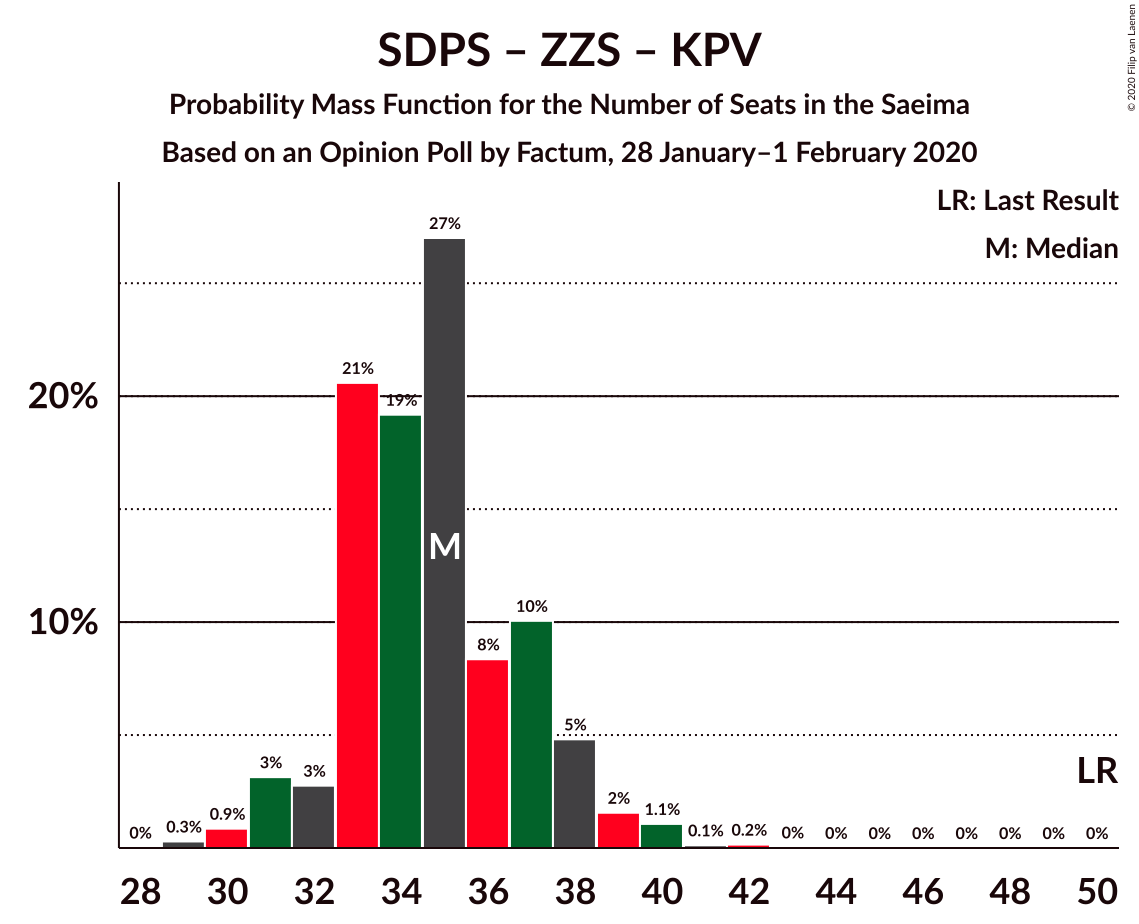 SDPS – ZZS – KPV
Probability Mass Function for the Number of Seats in the Saeima
Based on an Opinion Poll by Factum, 28 January–1 February 2020
© 2020 Filip van Laenen
LR: Last Result
M: Median
27%
21%
20%
19%
M
10%
10%
8%
5%
LR
3%
3%
2%
0.9%
1.1%
0%
0.3%
0.1%
0.2%
0%
0%
0%
0%
0%
0%
0%
0%
28 30 32 34 36 38 40 42 44 46 48 50